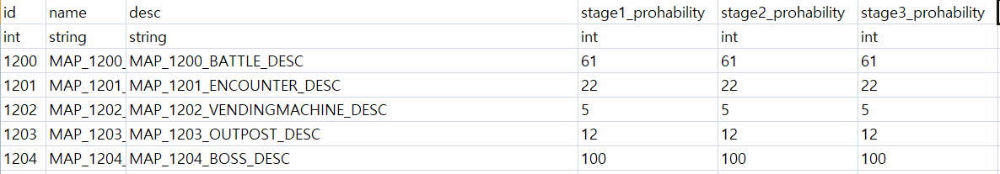 id name desc stage1_prohability stage2_prohability stage3_prohability
int string string int int int
1200 MAP_1200_ MAP_1200_BATTLE_DESC 61 61 61
1201 MAP_1201_ MAP_1201_ENCOUNTER_DESC 22 22 22
1202 MAP_1202_ MAP_1202_VENDINGMACHINE_DESC 5 5 5
1203 MAP_1203_ MAP_1203_OUTPOST_DESC 12 12 12
1204 MAP_1204_ MAP_1204_BOSS_DESC 100 100 100